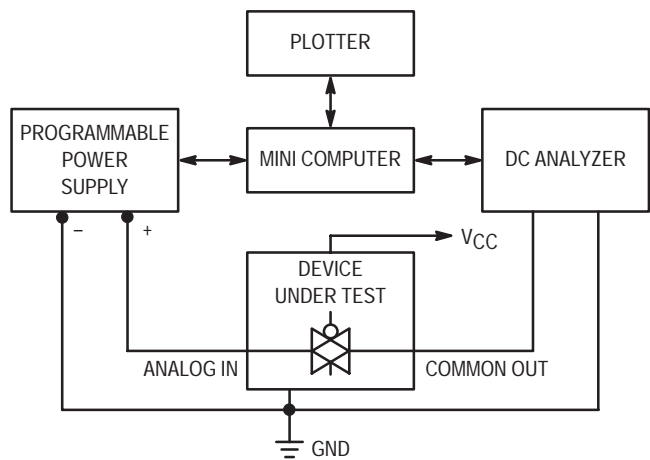 PLOTTER
PROGRAMMABLE
POWER
SUPPLY
MINI COMPUTER
DC ANALYZER
– +
VCC
DEVICE
UNDER TEST
ANALOG IN
COMMON OUT
GND